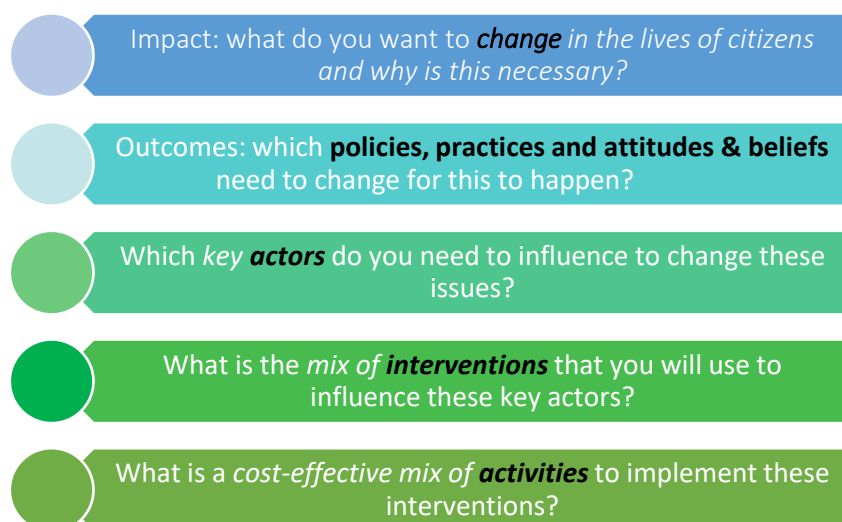 Impact: what do you want to change in the lives of citizens
and why is this necessary?
Outcomes: which policies, practices and attitudes & beliefs
need to change for this to happen?
Which key actors do you need to influence to change these
issues?
What is the mix of interventions that you will use to
influence these key actors?
What is a cost-effective mix of activities to implement these
interventions?